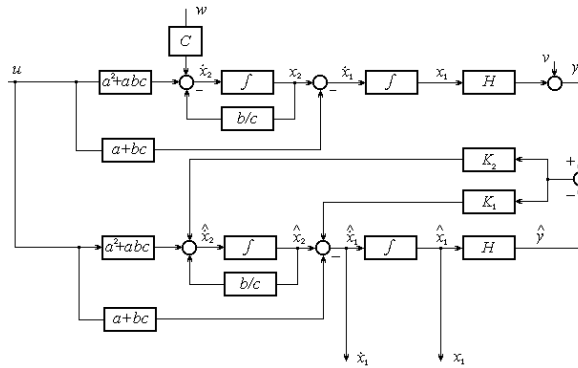 w
C
u
a²+abc
ẋ₂
∫
x₂
ẋ₁
∫
x₁
H
v
y
−
−
b/c
a+bc
K₂
+
−
K₁
a²+abc
x̂̇₂
∫
x̂₂
x̂̇₁
∫
x̂₁
H
ŷ
−
b/c
a+bc
ẋ₁
x₁